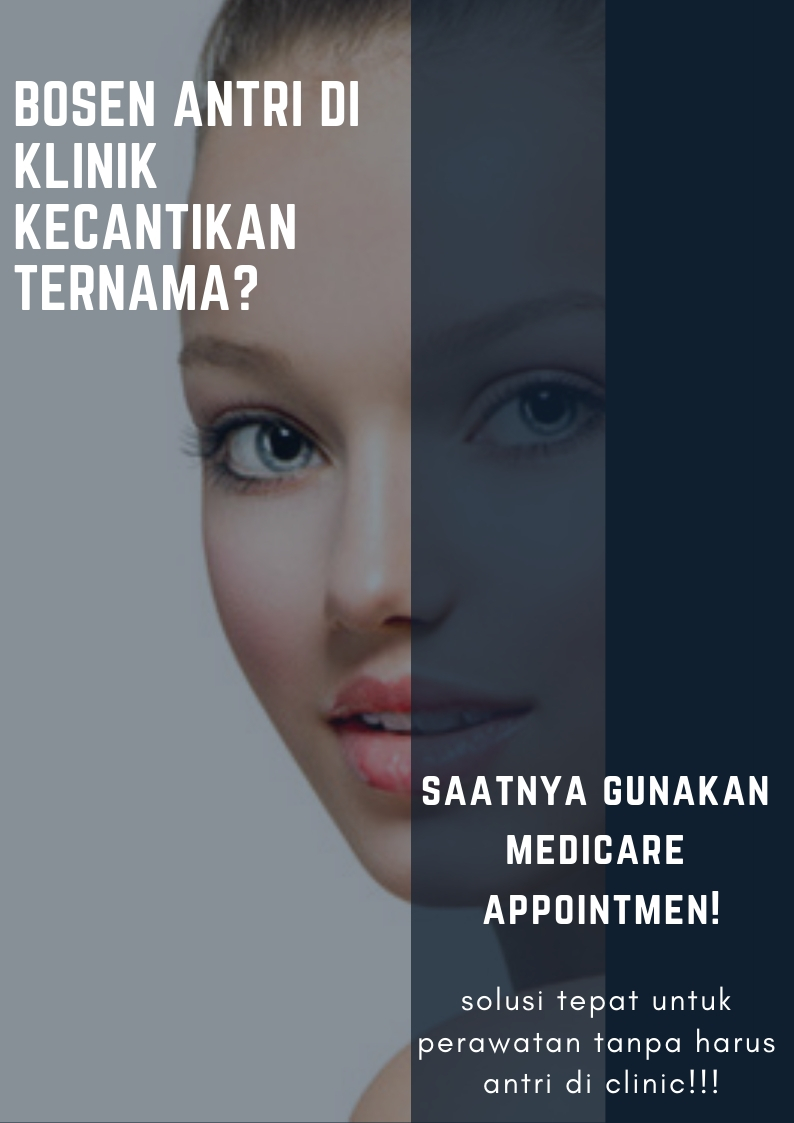 BOSEN ANTRI DI
KLINIK
KECANTIKAN
TERNAMA?
SAATNYA GUNAKAN
MEDICARE
APPOINTMEN!
solusi tepat untuk
perawatan tanpa harus
antri di clinic!!!